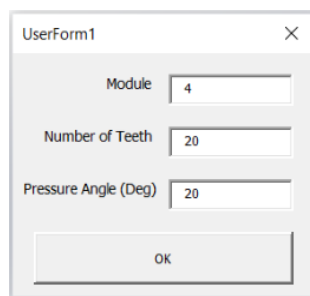 UserForm1
Module 4
Number of Teeth 20
Pressure Angle (Deg) 20
OK